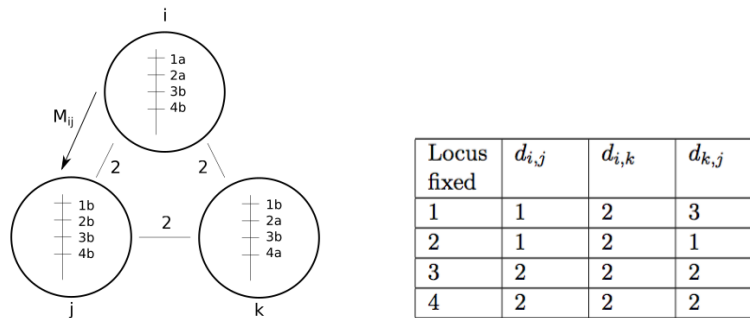 i
1a
2a
3b
4b
M_ij
2
2
1b
2b
3b
4b
2
1b
2a
3b
4a
j
k
Locus fixed | d_{i,j} | d_{i,k} | d_{k,j}
1 | 1 | 2 | 3
2 | 1 | 2 | 1
3 | 2 | 2 | 2
4 | 2 | 2 | 2